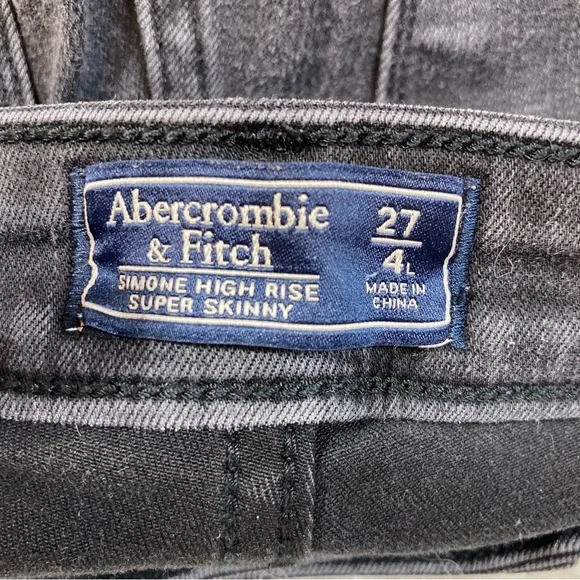 Abercrombie
& Fitch
SIMONE HIGH RISE
SUPER SKINNY
27
4L
MADE IN
CHINA